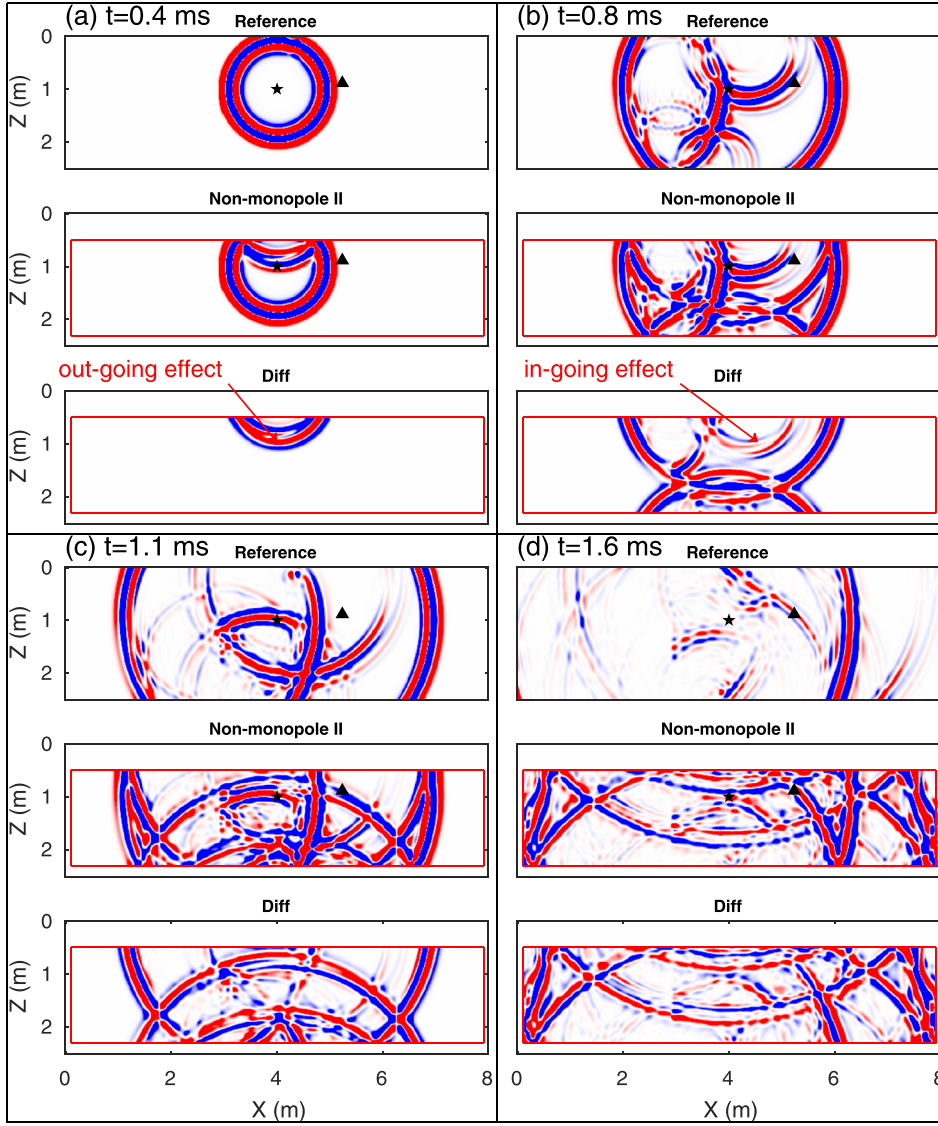 (a) t=0.4 ms
Reference
0
1
2
Z (m)
Non-monopole II
0
1
2
Z (m)
out-going effect
Diff
0
1
2
Z (m)
(b) t=0.8 ms
Reference
Non-monopole II
in-going effect
Diff
(c) t=1.1 ms
Reference
0
1
2
Z (m)
Non-monopole II
0
1
2
Z (m)
Diff
0
1
2
Z (m)
0 2 4 6 8
X (m)
(d) t=1.6 ms
Reference
Non-monopole II
Diff
0 2 4 6 8
X (m)